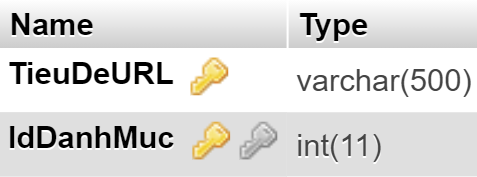 Name Type
TieuDeURL varchar(500)
IdDanhMuc int(11)